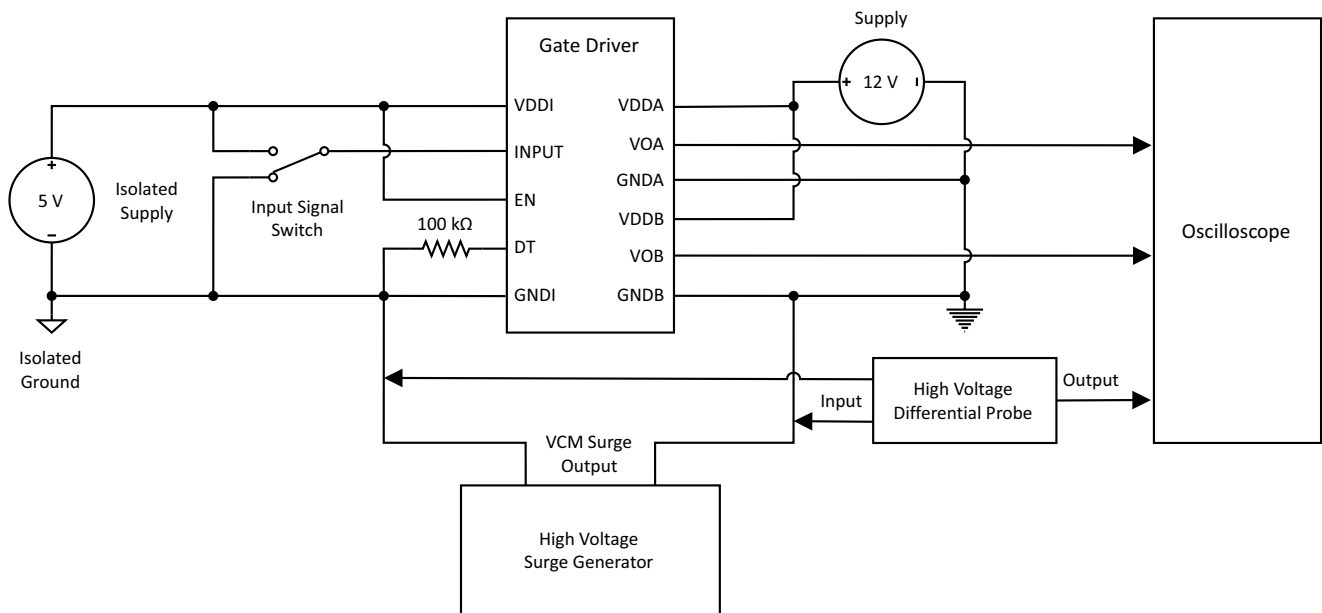 Supply
Gate Driver
+ 12 V -
VDDI
VDDA
INPUT
VOA
+
5 V
-
Isolated
Supply
Input Signal
Switch
EN
GNDA
VDDB
100 kΩ
DT
VOB
GNDI
GNDB
Oscilloscope
Isolated
Ground
High Voltage
Differential Probe
Input
Output
VCM Surge
Output
High Voltage
Surge Generator